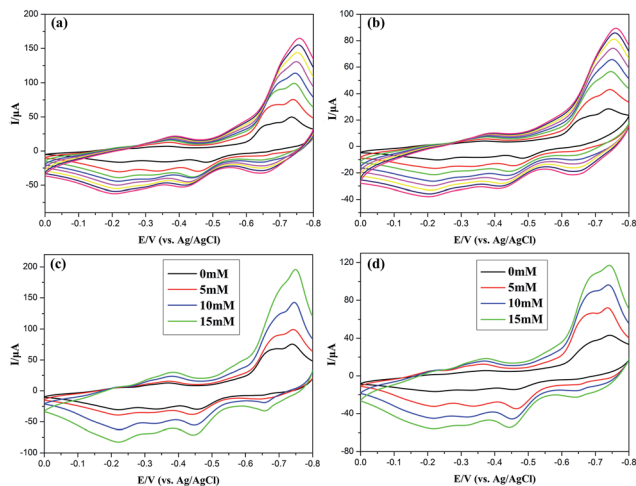 (a)
200
150
100
50
0
-50
I/μA
0.0 -0.1 -0.2 -0.3 -0.4 -0.5 -0.6 -0.7 -0.8
E/V (vs. Ag/AgCl)
(b)
100
80
60
40
20
0
-20
-40
I/μA
0.0 -0.1 -0.2 -0.3 -0.4 -0.5 -0.6 -0.7 -0.8
E/V (vs. Ag/AgCl)
(c)
0mM
5mM
10mM
15mM
200
150
100
50
0
-50
-100
I/μA
0.0 -0.1 -0.2 -0.3 -0.4 -0.5 -0.6 -0.7 -0.8
E/V (vs. Ag/AgCl)
(d)
0mM
5mM
10mM
15mM
120
80
40
0
-40
-80
I/μA
0.0 -0.1 -0.2 -0.3 -0.4 -0.5 -0.6 -0.7 -0.8
E/V (vs. Ag/AgCl)